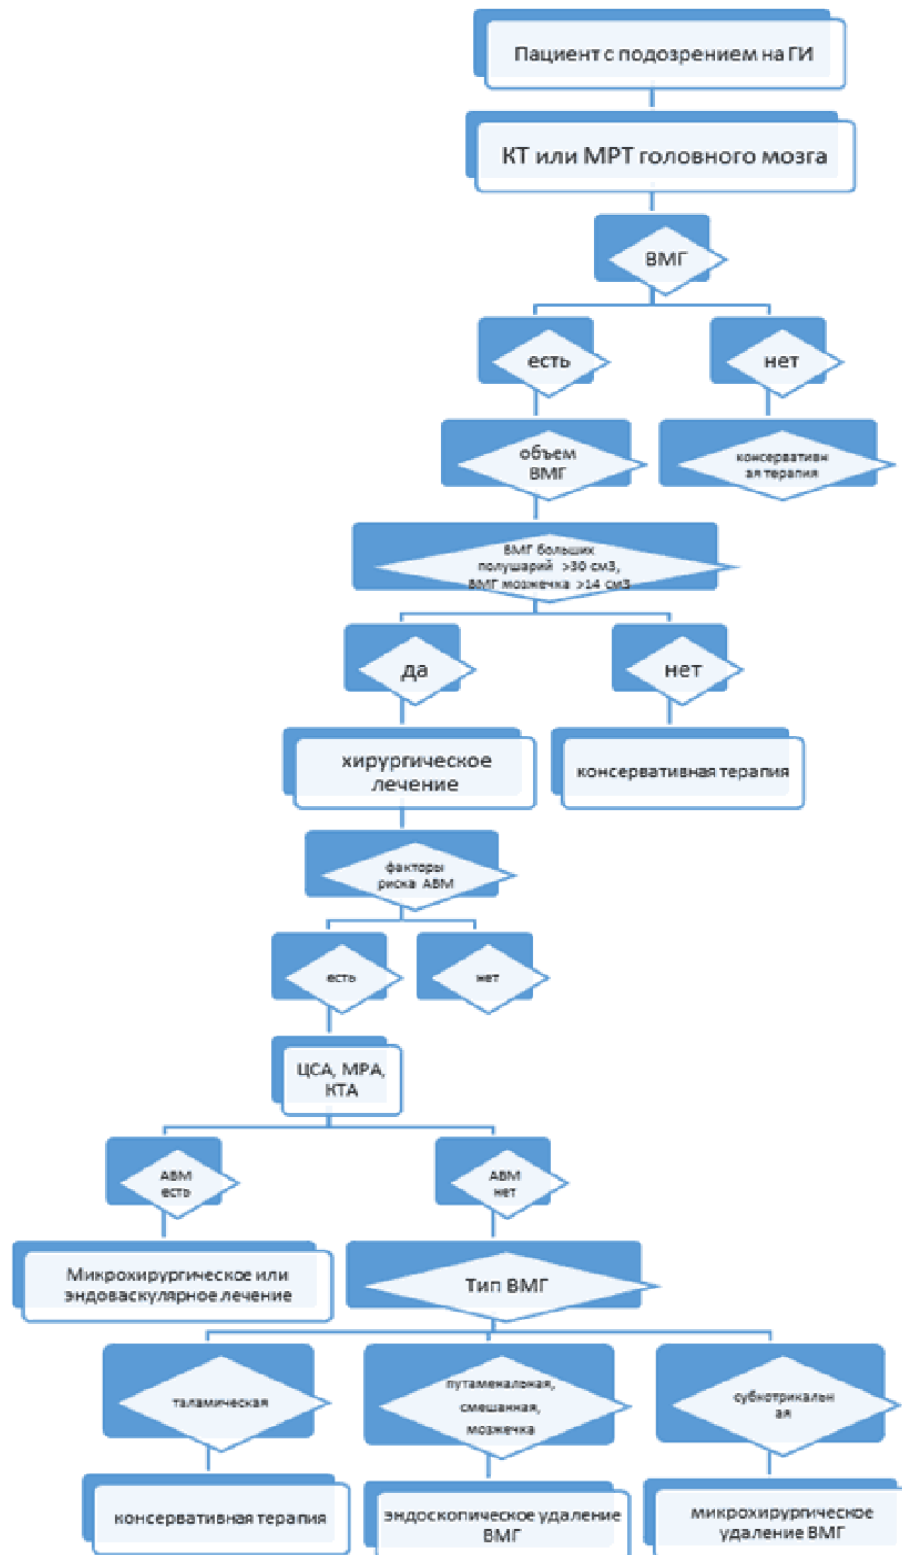 Пациент с подозрением на ГИ
КТ или МРТ головного мозга
ВМГ
есть
нет
объем
ВМГ
консервативн
ая терапия
ВМГ больших
полушарий >30 см3,
ВМГ мозжечка >14 см3
да
нет
хирургическое
лечение
консервативная терапия
факторы
риска АВМ
есть
нет
ЦСА, МРА,
КТА
АВМ
есть
АВМ
нет
Микрохирургическое или
эндоваскулярное лечение
Тип ВМГ
таламическая
путаменальная,
смешанная,
мозжечка
субкотрикальн
ая
консервативная терапия
эндоскопическое удаление
ВМГ
микрохирургическое
удаление ВМГ